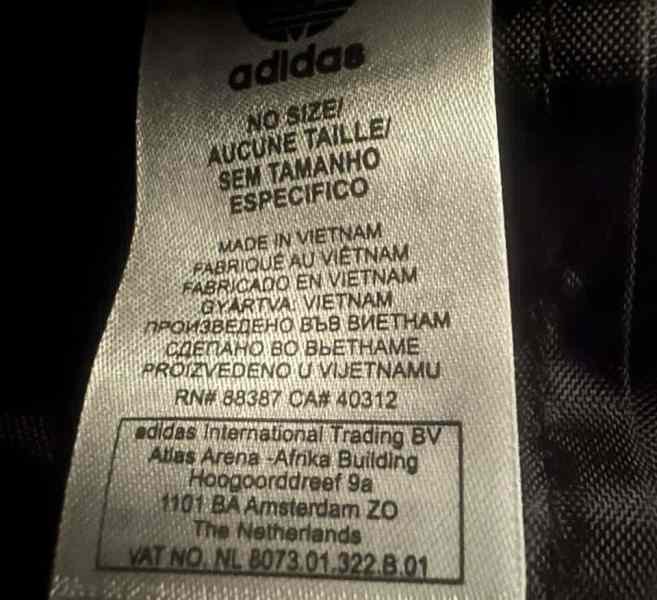 adidas
NO SIZE/
AUCUNE TAILLE/
SEM TAMANHO
ESPECIFICO
MADE IN VIETNAM
FABRIQUÉ AU VIÊTNAM
FABRICADO EN VIETNAM
GYÁRTVA: VIETNAM
ПРОИЗВЕДЕНО ВЪВ ВИЕТНАМ
СДЕЛАНО ВО ВЬЕТНАМЕ
PROIZVEDENO U VIJETNAMU
RN# 88387 CA# 40312
adidas International Trading BV
Atlas Arena -Afrika Building
Hoogoorddreef 9a
1101 BA Amsterdam ZO
The Netherlands
VAT NO. NL 8073.01.322.B.01